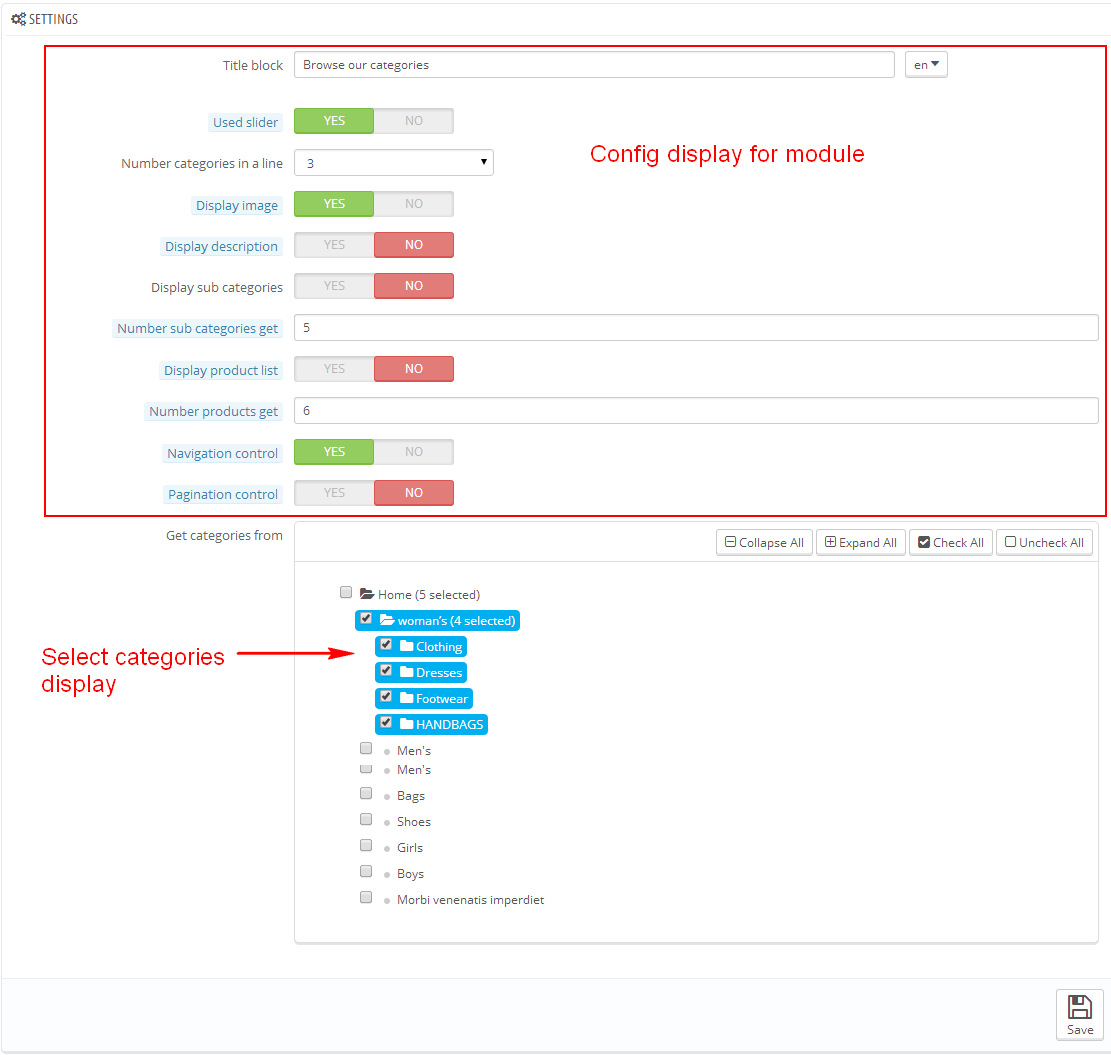 SETTINGS
Title block Browse our categories en
Used slider YES NO
Config display for module
Number categories in a line 3
Display image YES NO
Display description YES NO
Display sub categories YES NO
Number sub categories get 5
Display product list YES NO
Number products get 6
Navigation control YES NO
Pagination control YES NO
Get categories from Collapse All Expand All Check All Uncheck All
Home (5 selected)
woman's (4 selected)
Clothing
Select categories
display
Dresses
Footwear
HANDBAGS
Men's
Men's
Bags
Shoes
Girls
Boys
Morbi venenatis imperdiet
Save